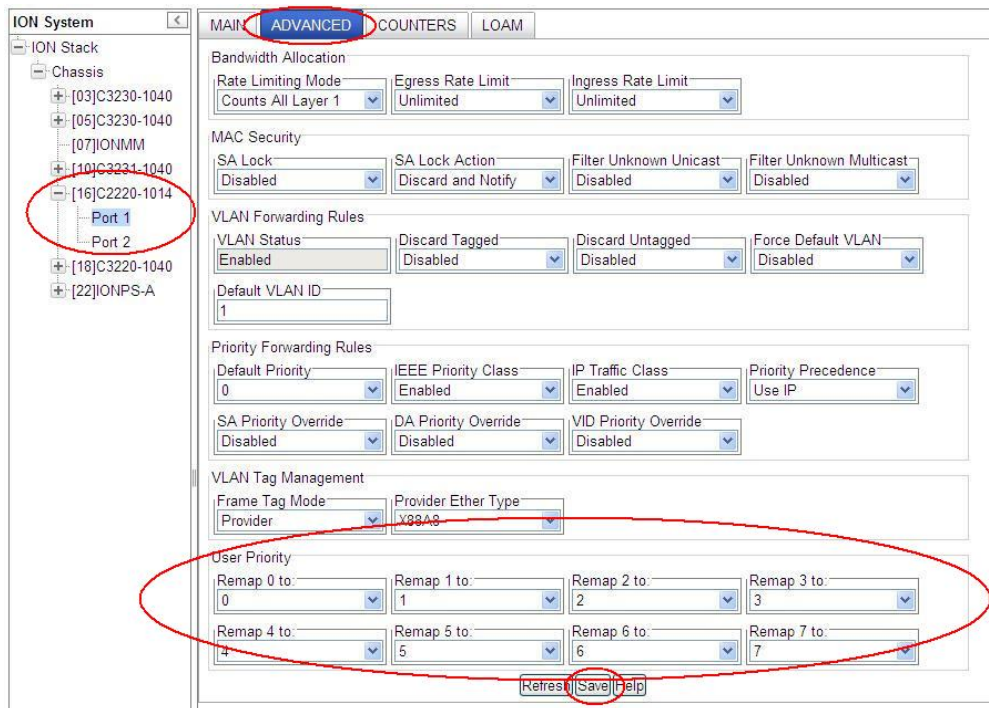 ION System <
ION Stack
Chassis
[03]C3230-1040
[05]C3230-1040
[07]IONMM
[10]C3231-1040
[16]C2220-1014
Port 1
Port 2
[18]C3220-1040
[22]IONPS-A
MAIN ADVANCED COUNTERS LOAM
Bandwidth Allocation
Rate Limiting Mode Egress Rate Limit Ingress Rate Limit
Counts All Layer 1 Unlimited Unlimited
MAC Security
SA Lock SA Lock Action Filter Unknown Unicast Filter Unknown Multicast
Disabled Discard and Notify Disabled Disabled
VLAN Forwarding Rules
VLAN Status Discard Tagged Discard Untagged Force Default VLAN
Enabled Disabled Disabled Disabled
Default VLAN ID
1
Priority Forwarding Rules
Default Priority IEEE Priority Class IP Traffic Class Priority Precedence
0 Enabled Enabled Use IP
SA Priority Override DA Priority Override VID Priority Override
Disabled Disabled Disabled
VLAN Tag Management
Frame Tag Mode Provider Ether Type
Provider X88A8
User Priority
Remap 0 to: Remap 1 to: Remap 2 to: Remap 3 to:
0 1 2 3
Remap 4 to: Remap 5 to: Remap 6 to: Remap 7 to:
4 5 6 7
Refresh Save Help